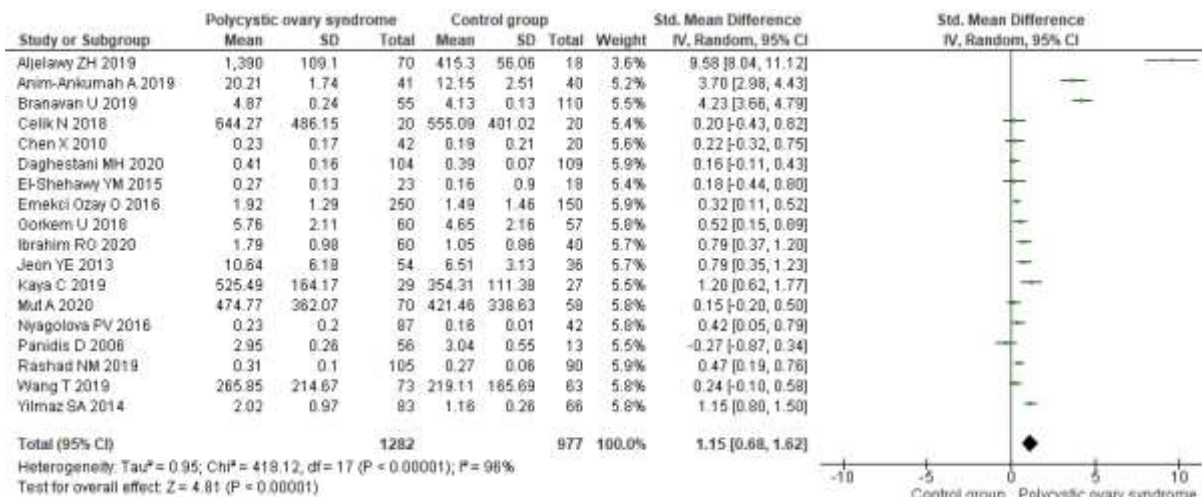 Polycystic ovary syndrome Control group Std. Mean Difference Std. Mean Difference
Study or Subgroup Mean SD Total Mean SD Total Weight IV, Random, 95% CI IV, Random, 95% CI
Aljelawy ZH 2019 1,390 109.1 70 415.3 56.06 18 3.6% 9.58 [8.04, 11.12]
Anim-Ankumah A 2019 20.21 1.74 41 12.15 2.51 40 5.2% 3.70 [2.98, 4.43]
Branavan U 2019 4.87 0.24 55 4.13 0.13 110 5.5% 4.23 [3.66, 4.79]
Celik N 2018 644.27 486.15 20 555.09 401.02 20 5.4% 0.20 [-0.43, 0.82]
Chen X 2010 0.23 0.17 42 0.19 0.21 20 5.6% 0.22 [-0.32, 0.75]
Daghestani MH 2020 0.41 0.16 104 0.39 0.07 109 5.9% 0.16 [-0.11, 0.43]
El-Shehawy YM 2015 0.27 0.13 23 0.16 0.9 18 5.4% 0.18 [-0.44, 0.80]
Emekci Ozay O 2016 1.92 1.29 250 1.49 1.46 150 5.9% 0.32 [0.11, 0.52]
Gorkem U 2018 5.76 2.11 60 4.65 2.16 57 5.8% 0.52 [0.15, 0.89]
Ibrahim RO 2020 1.79 0.98 60 1.05 0.86 40 5.7% 0.79 [0.37, 1.20]
Jeon YE 2013 10.64 6.18 54 6.51 3.13 36 5.7% 0.79 [0.35, 1.23]
Kaya C 2019 525.49 164.17 29 354.31 111.38 27 5.5% 1.20 [0.62, 1.77]
Mut A 2020 474.77 362.07 70 421.46 338.63 58 5.8% 0.15 [-0.20, 0.50]
Nyagolova PV 2016 0.23 0.2 87 0.16 0.01 42 5.8% 0.42 [0.05, 0.79]
Panidis D 2006 2.95 0.26 56 3.04 0.55 13 5.4% -0.27 [-0.87, 0.34]
Rashad NM 2019 0.31 0.1 105 0.27 0.06 90 5.9% 0.47 [0.19, 0.76]
Wang T 2019 265.85 214.67 73 219.11 165.69 63 5.8% 0.24 [-0.10, 0.58]
Yilmaz SA 2014 2.02 0.97 83 1.16 0.26 66 5.8% 1.15 [0.80, 1.50]
Total (95% CI) 1282 977 100.0% 1.15 [0.68, 1.62]
Heterogeneity: Tau² = 0.95; Chi² = 418.12, df = 17 (P < 0.00001); I² = 96%
Test for overall effect: Z = 4.81 (P < 0.00001)
-10 -5 0 5 10
Control group Polycystic ovary syndrome